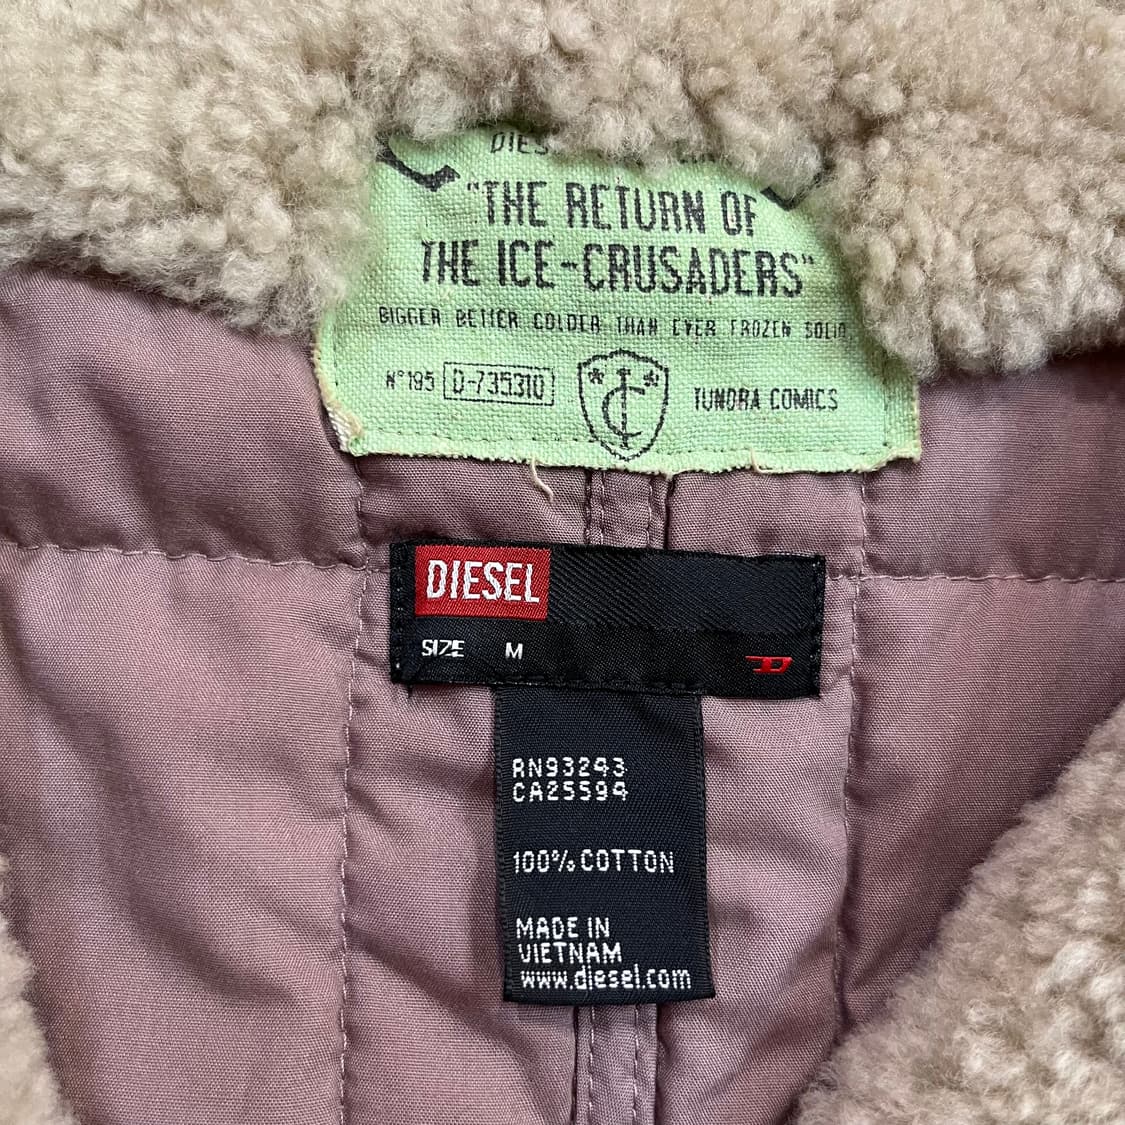 "THE RETURN OF
THE ICE-CRUSADERS"
BIGGER BETTER COLDER THAN EVER FROZEN SOLID
N°195 D-735310 TUNDRA COMICS
DIESEL
SIZE M
RN93243
CA25594
100% COTTON
MADE IN
VIETNAM
www.diesel.com